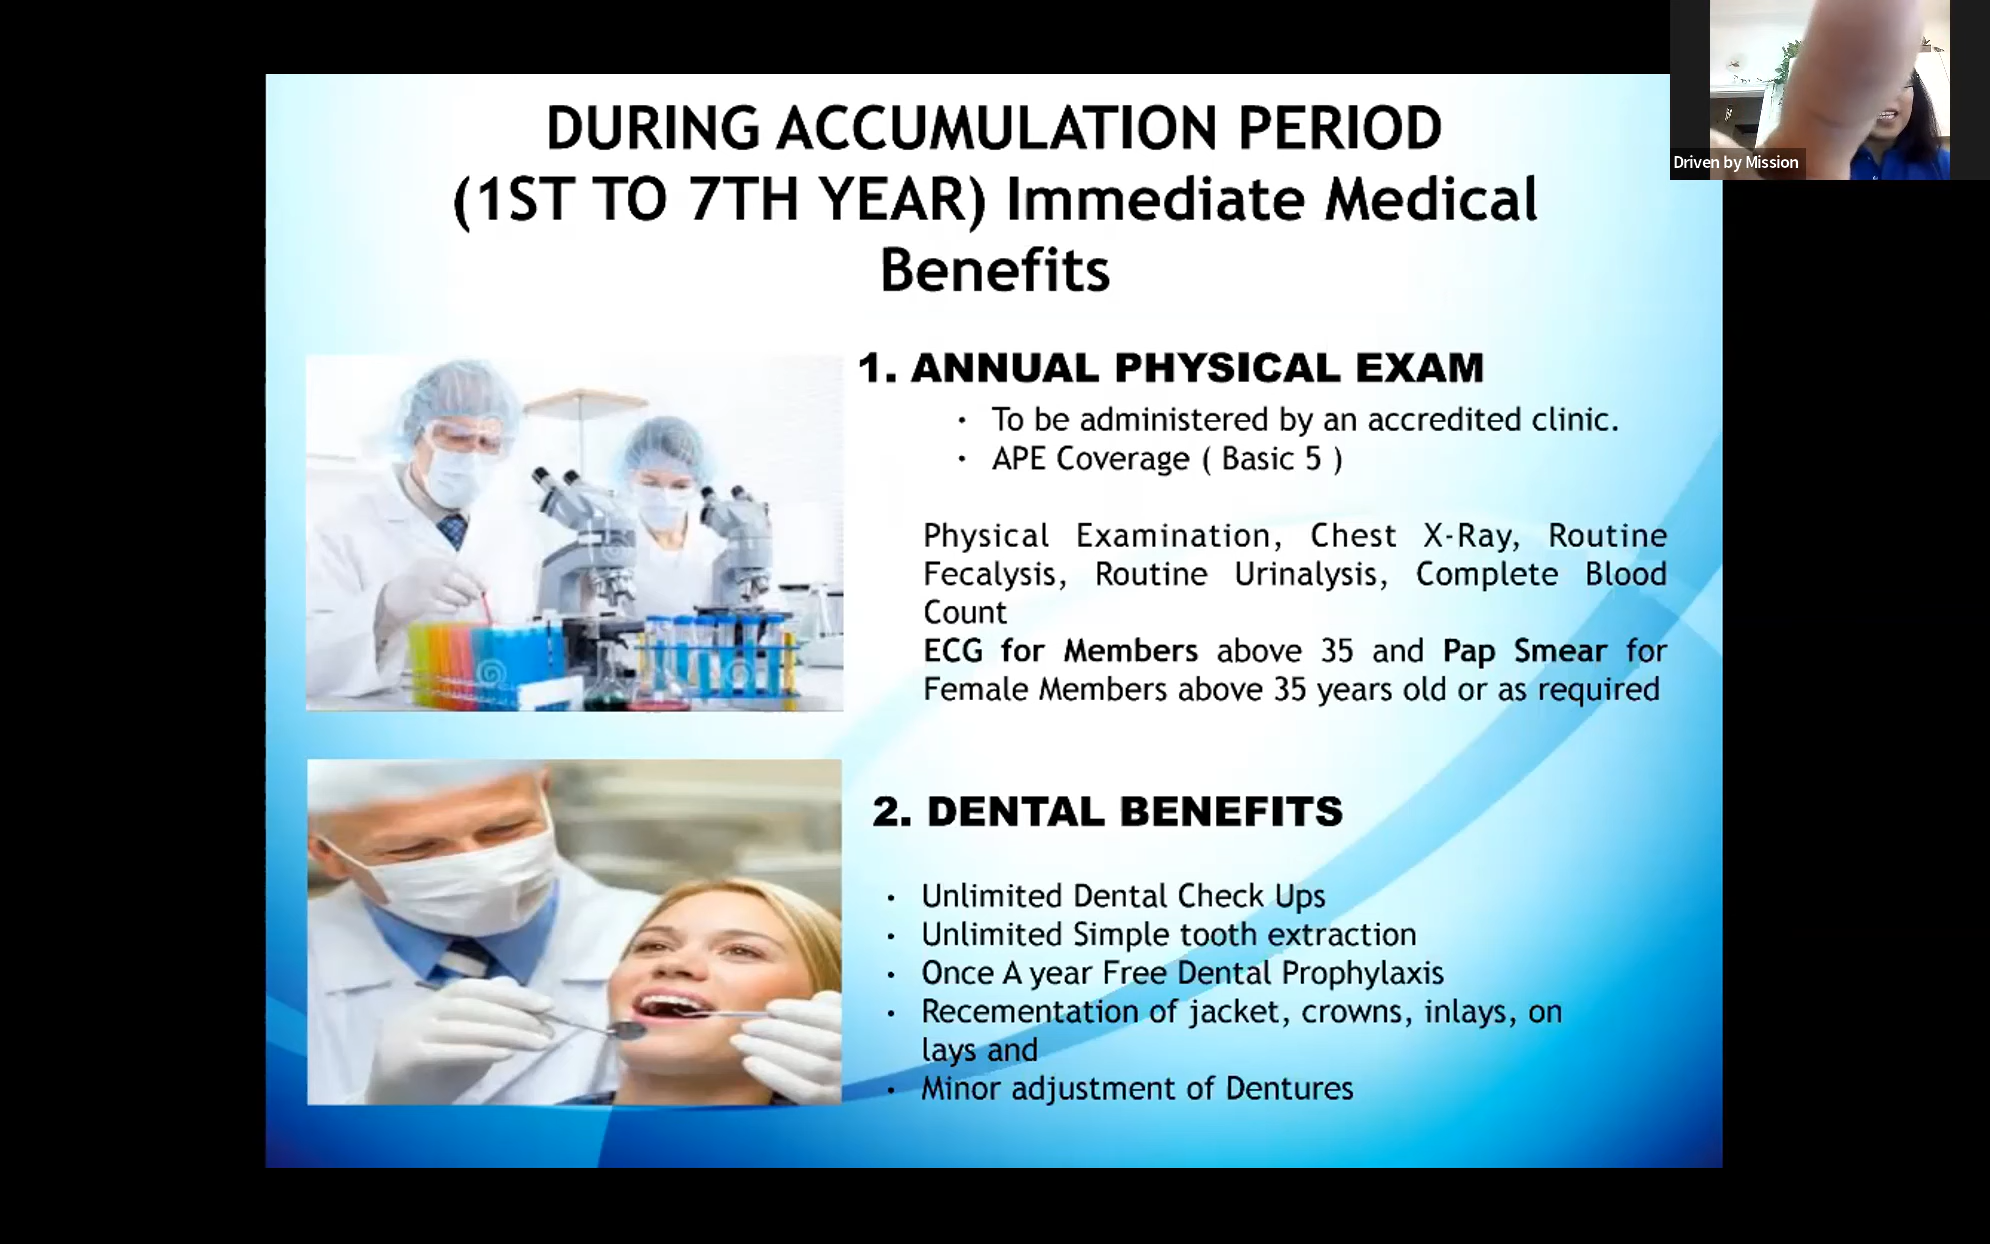 DURING ACCUMULATION PERIOD
(1ST TO 7TH YEAR) Immediate Medical
Benefits
Driven by Mission
1. ANNUAL PHYSICAL EXAM
· To be administered by an accredited clinic.
· APE Coverage ( Basic 5 )
Physical Examination, Chest X-Ray, Routine
Fecalysis, Routine Urinalysis, Complete Blood
Count
ECG for Members above 35 and Pap Smear for
Female Members above 35 years old or as required
2. DENTAL BENEFITS
· Unlimited Dental Check Ups
· Unlimited Simple tooth extraction
· Once A year Free Dental Prophylaxis
· Recementation of jacket, crowns, inlays, on
lays and
· Minor adjustment of Dentures